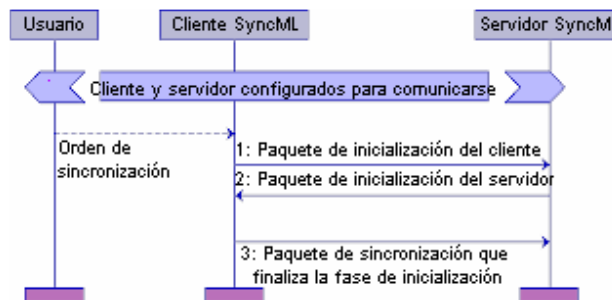 Usuario
Cliente SyncML
Servidor SyncM
Cliente y servidor configurados para comunicarse
Orden de
sincronización
1: Paquete de inicialización del cliente
2: Paquete de inicialización del servidor
3: Paquete de sincronización que
finaliza la fase de inicialización